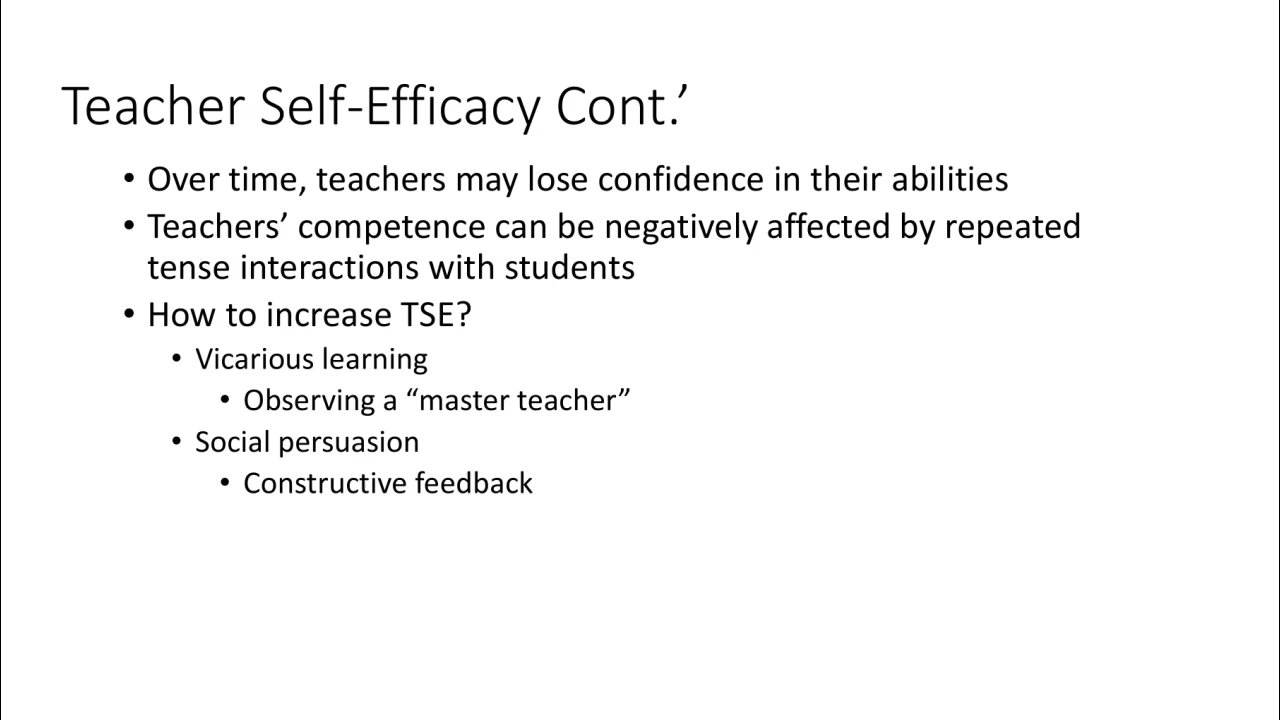 Teacher Self-Efficacy Cont.’
• Over time, teachers may lose confidence in their abilities
• Teachers’ competence can be negatively affected by repeated
tense interactions with students
• How to increase TSE?
• Vicarious learning
• Observing a “master teacher”
• Social persuasion
• Constructive feedback